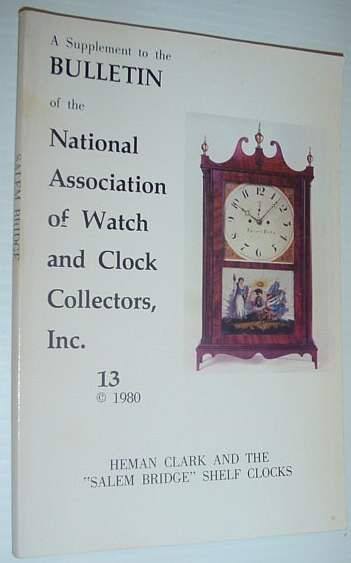 A Supplement to the
BULLETIN
of the
National
Association
of Watch
and Clock
Collectors,
Inc.
13
© 1980
HEMAN CLARK AND THE
"SALEM BRIDGE" SHELF CLOCKS
SALEM BRIDGE